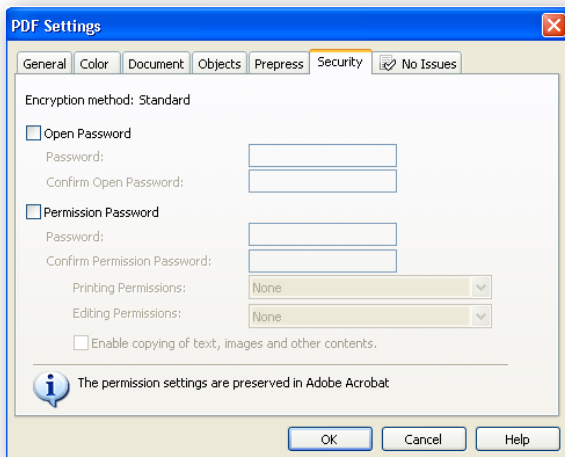 PDF Settings
General Color Document Objects Prepress Security No Issues
Encryption method: Standard
Open Password
Password:
Confirm Open Password:
Permission Password
Password:
Confirm Permission Password:
Printing Permissions: None
Editing Permissions: None
Enable copying of text, images and other contents.
The permission settings are preserved in Adobe Acrobat
OK Cancel Help